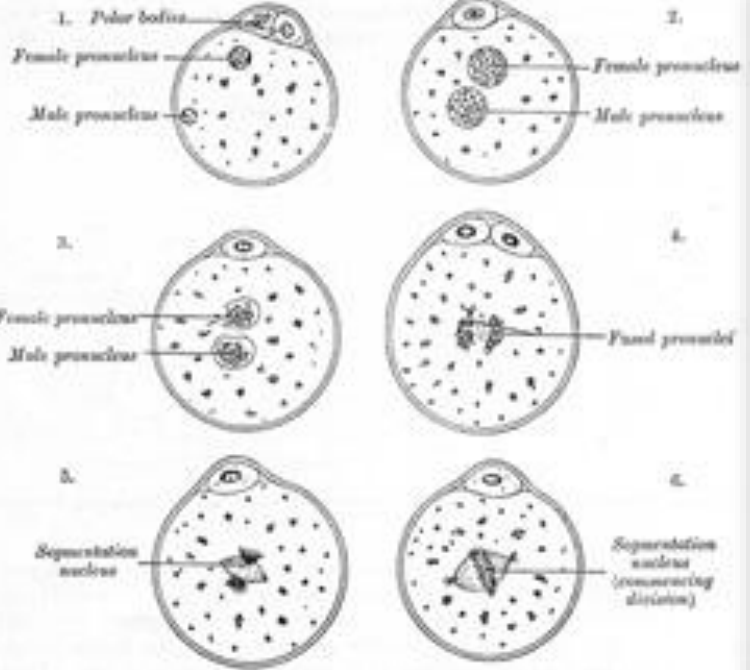 1.
Polar bodies
Female pronucleus
Male pronucleus
2.
Female pronucleus
Male pronucleus
3.
Female pronucleus
Male pronucleus
4.
Fused pronuclei
5.
Segmentation
nucleus
6.
Segmentation
nucleus
(commencing
division)